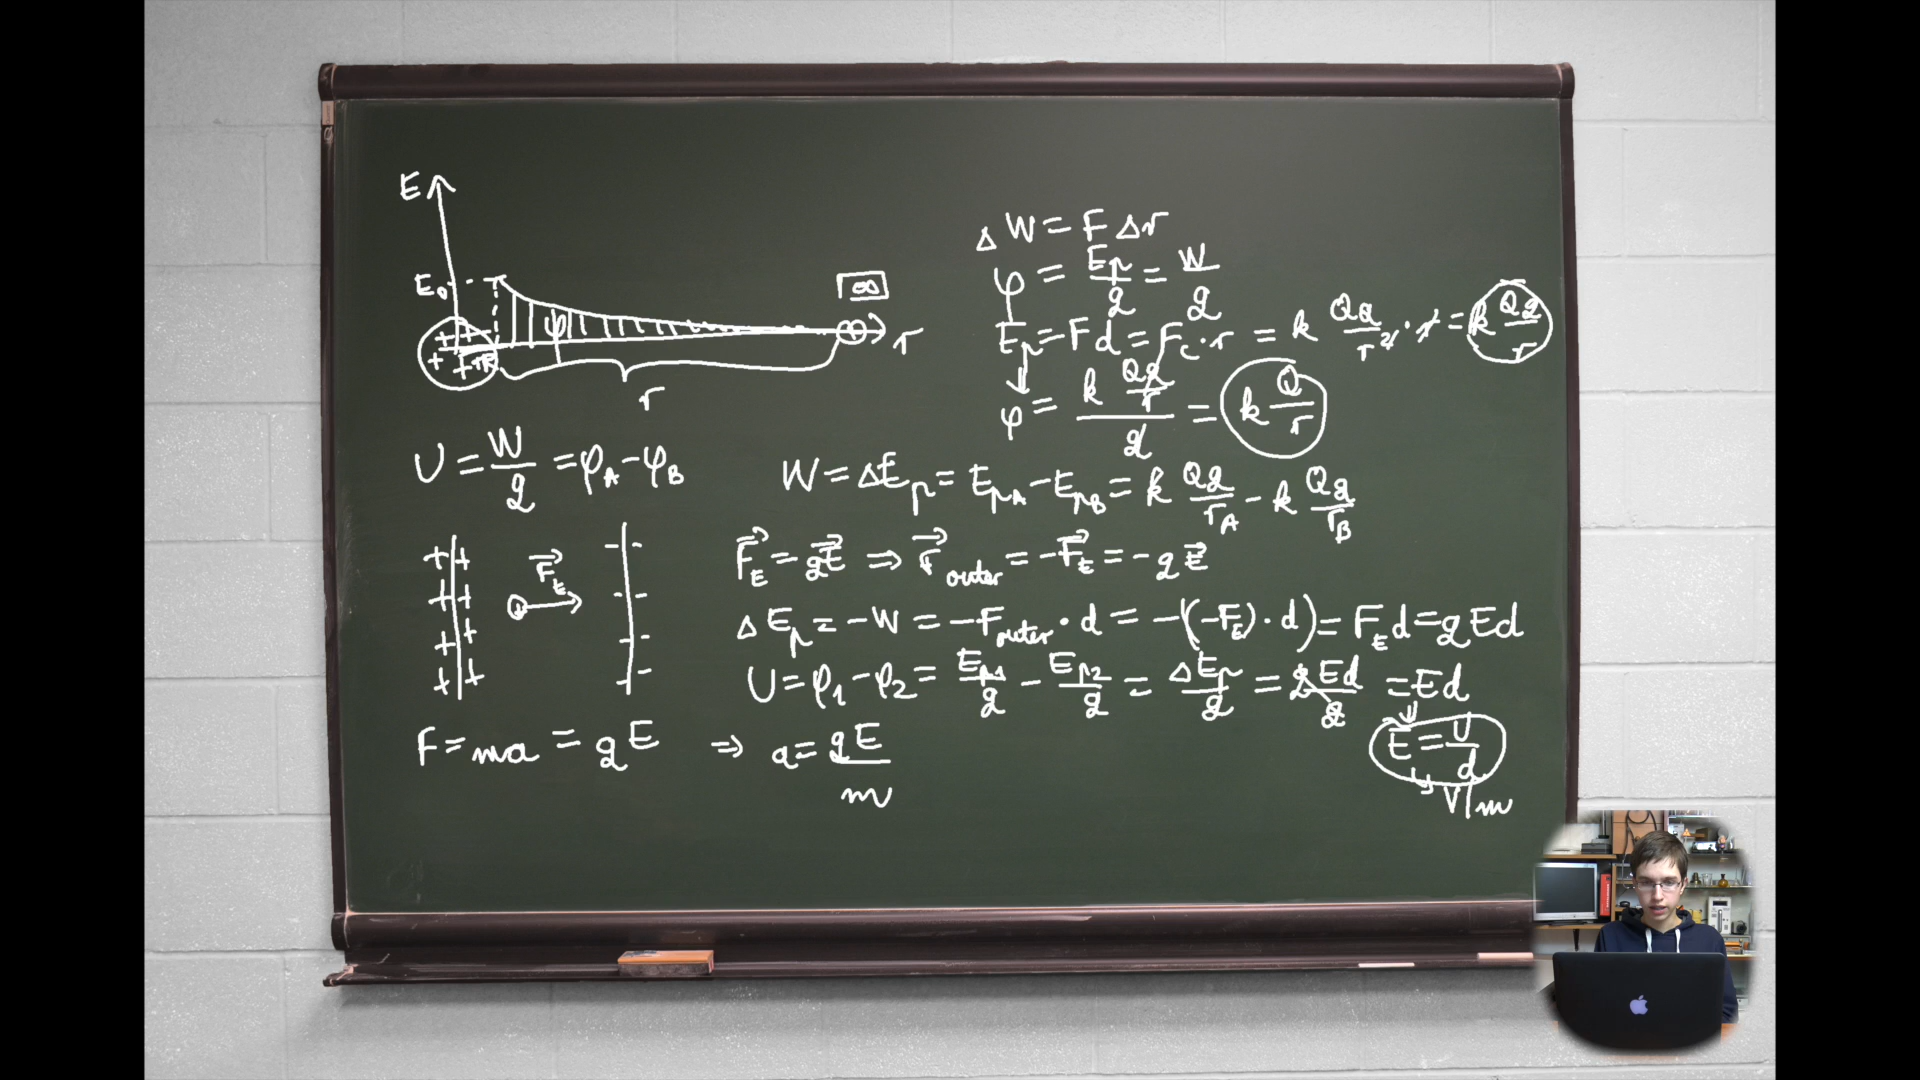 E
E₀
φ
∞
r
+ + + + +R
r
ΔW = F Δr
φ = Eₚ/q = W/q
Eₚ = Fd = F_c · r = k Qq/r² · r = k Qq/r
φ = k Qq/r / q = k Q/r
U = W/q = φ_A − φ_B
W = ΔEₚ = E_pA − E_pB = k Qq/r_A − k Qq/r_B
+ + + + + + + +
F⃗_E
+
− − − − − − − −
F⃗_E = qE⃗ ⇒ F⃗_outer = −F⃗_E = −qE⃗
ΔEₚ = −W = −F_outer · d = −(−F_E) · d) = F_E d = qEd
U = φ₁ − φ₂ = E_p1/q − E_p2/q = ΔEₚ/q = qEd/q = Ed
F = ma = qE ⇒ a = qE/m
E = U/d
V/m